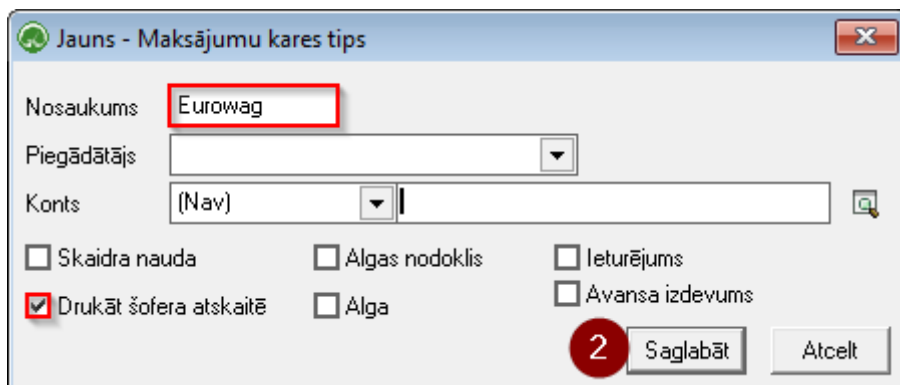 Jauns - Maksājumu kares tips
Nosaukums Eurowag
Piegādātājs
Konts (Nav)
Skaidra nauda Algas nodoklis Ieturējums
Drukāt šofera atskaitē Alga Avansa izdevums
2 Saglabāt Atcelt